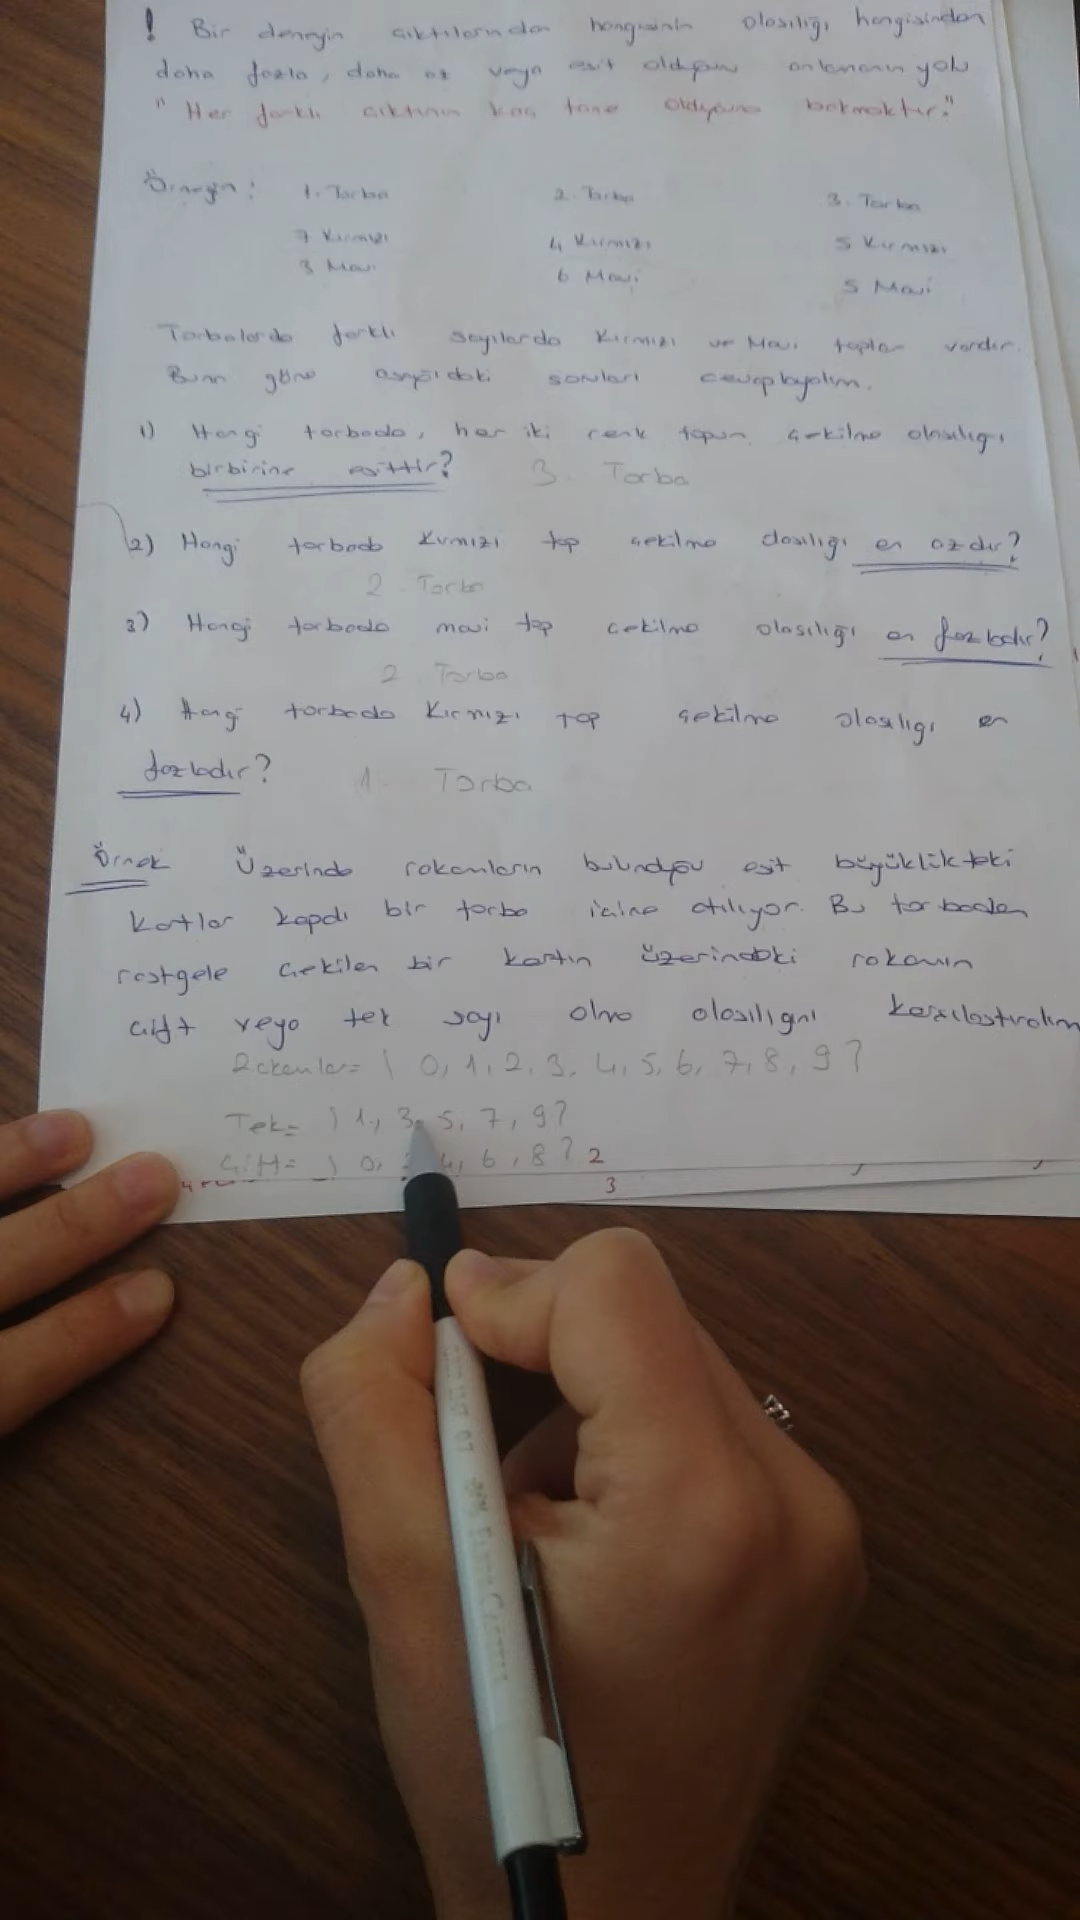 ! Bir deneyin çıktılarından hangisinin olasılığı hangisinden
daha fazla, daha az veya eşit olduğunu anlamanın yolu
"Her farklı çıktının kaç tane olduğuna bakmaktır."
Örneğin: 1. Torba 2. Torba 3. Torba
7 Kırmızı 4 Kırmızı 5 Kırmızı
3 Mavi 6 Mavi 5 Mavi
Torbalarda farklı sayılarda Kırmızı ve Mavi toplar vardır.
Buna göre aşağıdaki soruları cevaplayalım.
1) Hangi torbada, her iki renk topun çekilme olasılığı
birbirine eşittir? 3. Torba
2) Hangi torbada Kırmızı top çekilme olasılığı en azdır?
2. Torba
3) Hangi torbada mavi top çekilme olasılığı en fazladır?
2. Torba
4) Hangi torbada Kırmızı top çekilme olasılığı en
fazladır? 1. Torba
Örnek Üzerinde rakamların bulunduğu eşit büyüklükteki
kartlar kapalı bir torba içine atılıyor. Bu torbadan
rastgele çekilen bir kartın üzerindeki rakamın
çift veya tek sayı olma olasılığını karşılaştıralım
Rakamlar= { 0, 1, 2, 3, 4, 5, 6, 7, 8, 9 }
Tek= { 1, 3, 5, 7, 9 }
Çift= { 0, 4, 6, 8 } 2
3